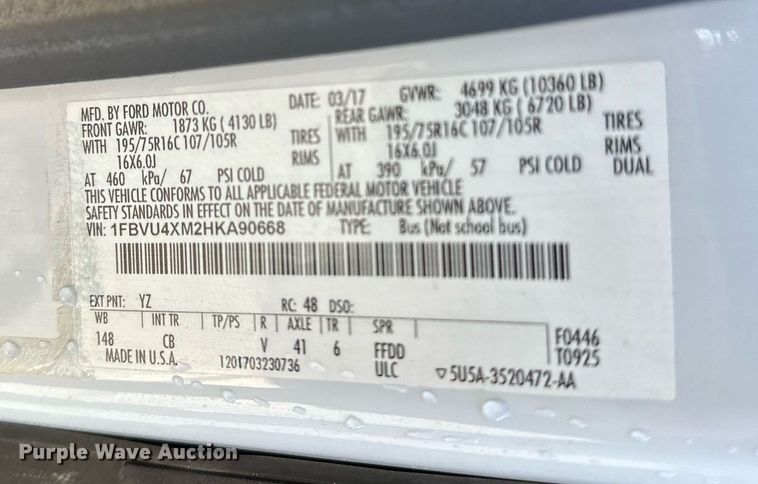 MFD. BY FORD MOTOR CO. DATE: 03/17 GVWR: 4699 KG (10360 LB)
FRONT GAWR: 1873 KG ( 4130 LB) REAR GAWR: 3048 KG ( 6720 LB)
WITH 195/75R16C 107/105R TIRES WITH 195/75R16C 107/105R TIRES
16X6.0J RIMS 16X6.0J RIMS
AT 460 kPa/ 67 PSI COLD AT 390 kPa/ 57 PSI COLD DUAL
THIS VEHICLE CONFORMS TO ALL APPLICABLE FEDERAL MOTOR VEHICLE
SAFETY STANDARDS IN EFFECT ON THE DATE OF MANUFACTURE SHOWN ABOVE.
VIN: 1FBVU4XM2HKA90668 TYPE: Bus (Not school bus)
EXT PNT: YZ RC: 48 DSO:
WB INT TR TP/PS R AXLE TR SPR F0446
148 CB V 41 6 FFDD T0925
MADE IN U.S.A. 1201703230736 ULC ▽5U5A-3520472-AA
Purple Wave Auction